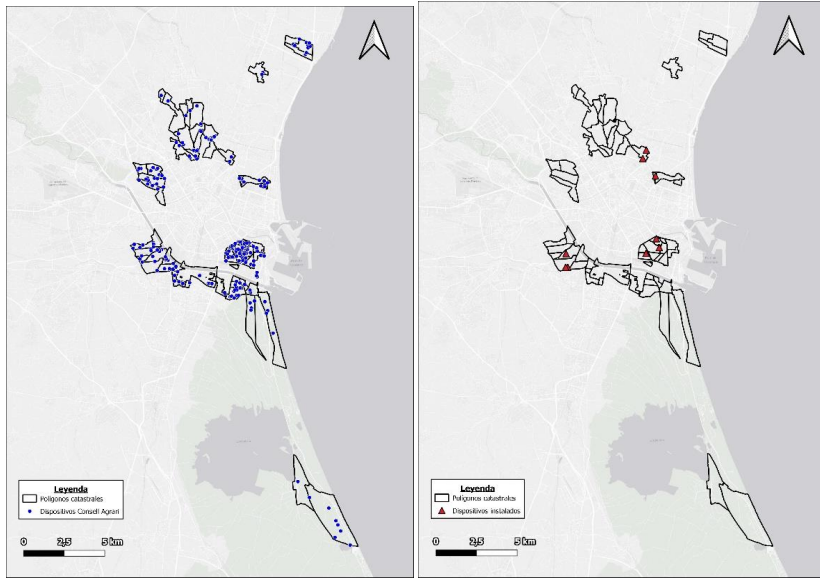 Leyenda
Polígonos catastrales
Dispositivos Consell Agrari
0 2,5 5 km
Leyenda
Polígonos catastrales
Dispositivos instalados
0 2,5 5 km